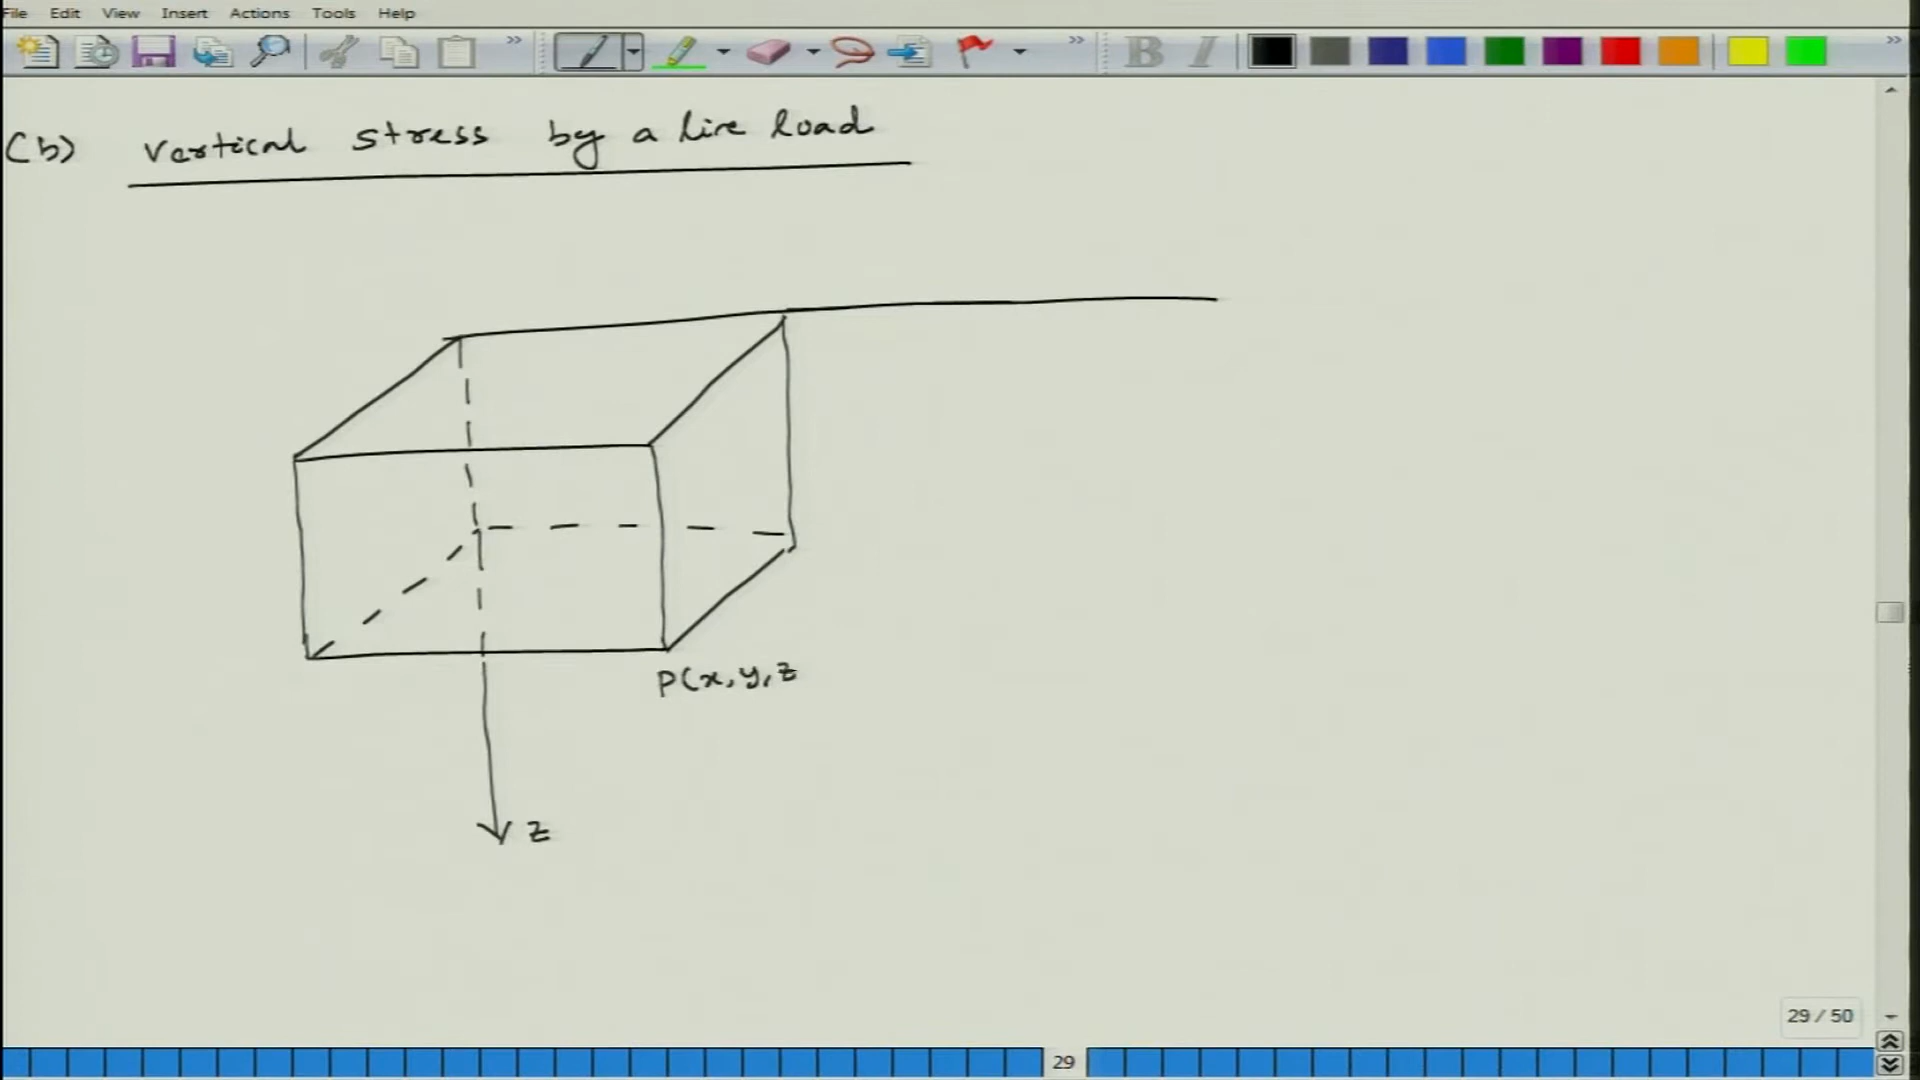 File Edit View Insert Actions Tools Help
B I
(b) vertical stress by a line load
P(x, y, z
z
29 / 50
29